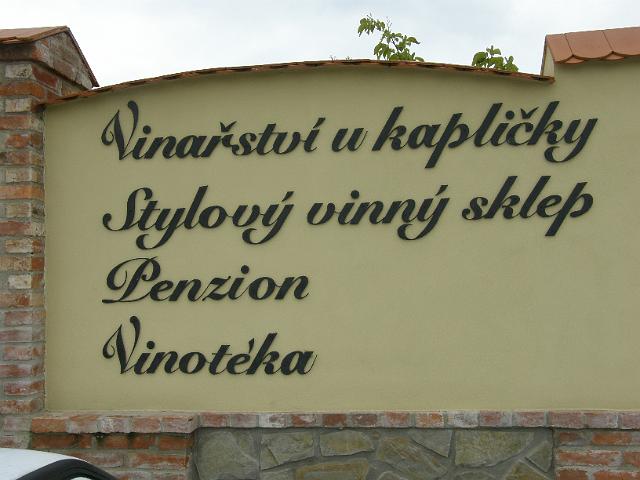 Vinařství u kapličky
Stylový vinný sklep
Penzion
Vinotéka